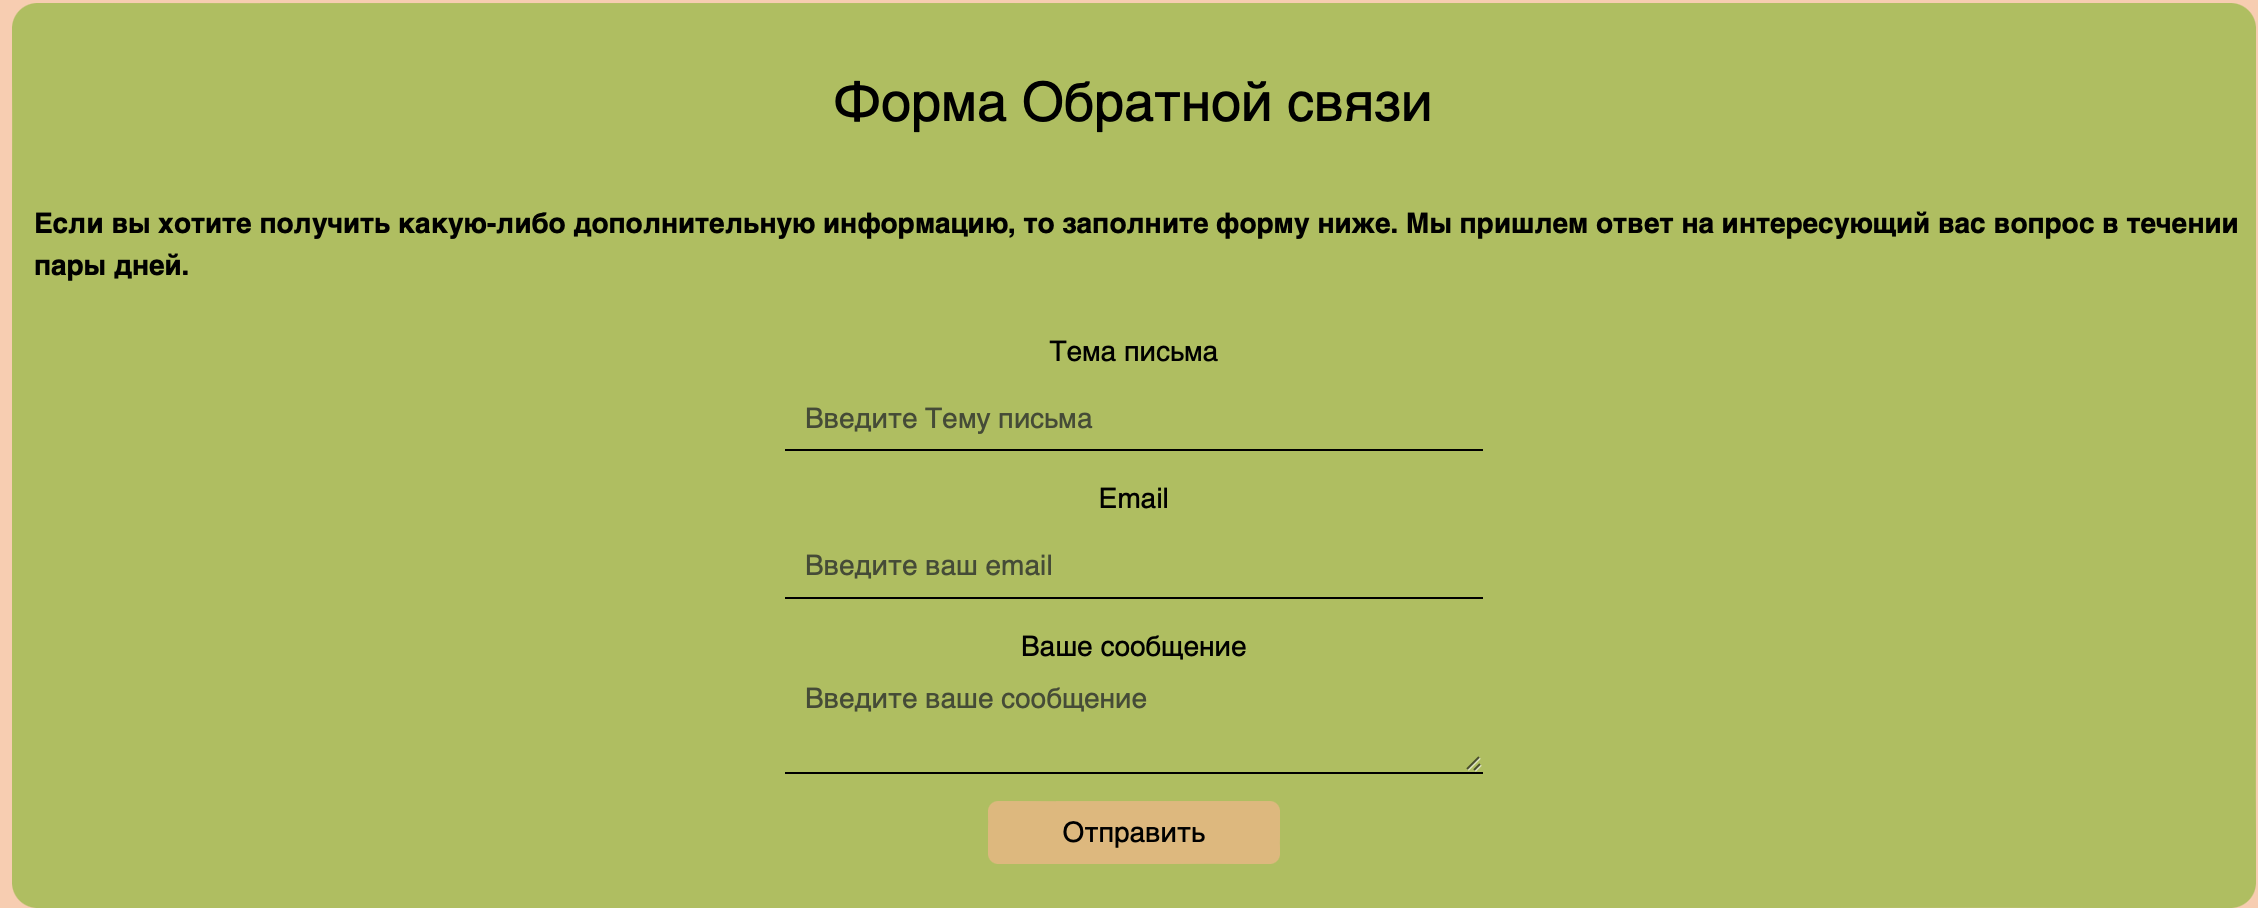 Форма Обратной связи
Если вы хотите получить какую-либо дополнительную информацию, то заполните форму ниже. Мы пришлем ответ на интересующий вас вопрос в течении
пары дней.
Тема письма
Введите Тему письма
Email
Введите ваш email
Ваше сообщение
Введите ваше сообщение
Отправить